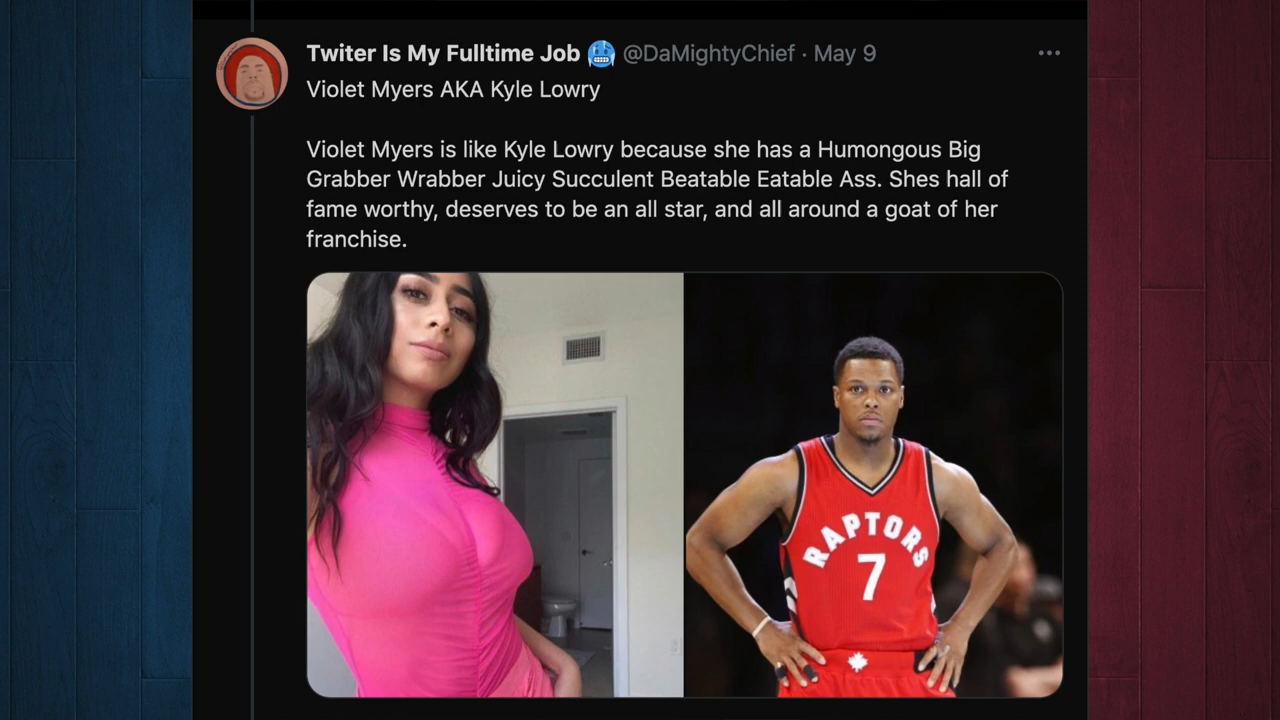 Twiter Is My Fulltime Job 🥶 @DaMightyChief · May 9
Violet Myers AKA Kyle Lowry
Violet Myers is like Kyle Lowry because she has a Humongous Big
Grabber Wrabber Juicy Succulent Beatable Eatable Ass. Shes hall of
fame worthy, deserves to be an all star, and all around a goat of her
franchise.
RAPTORS
7